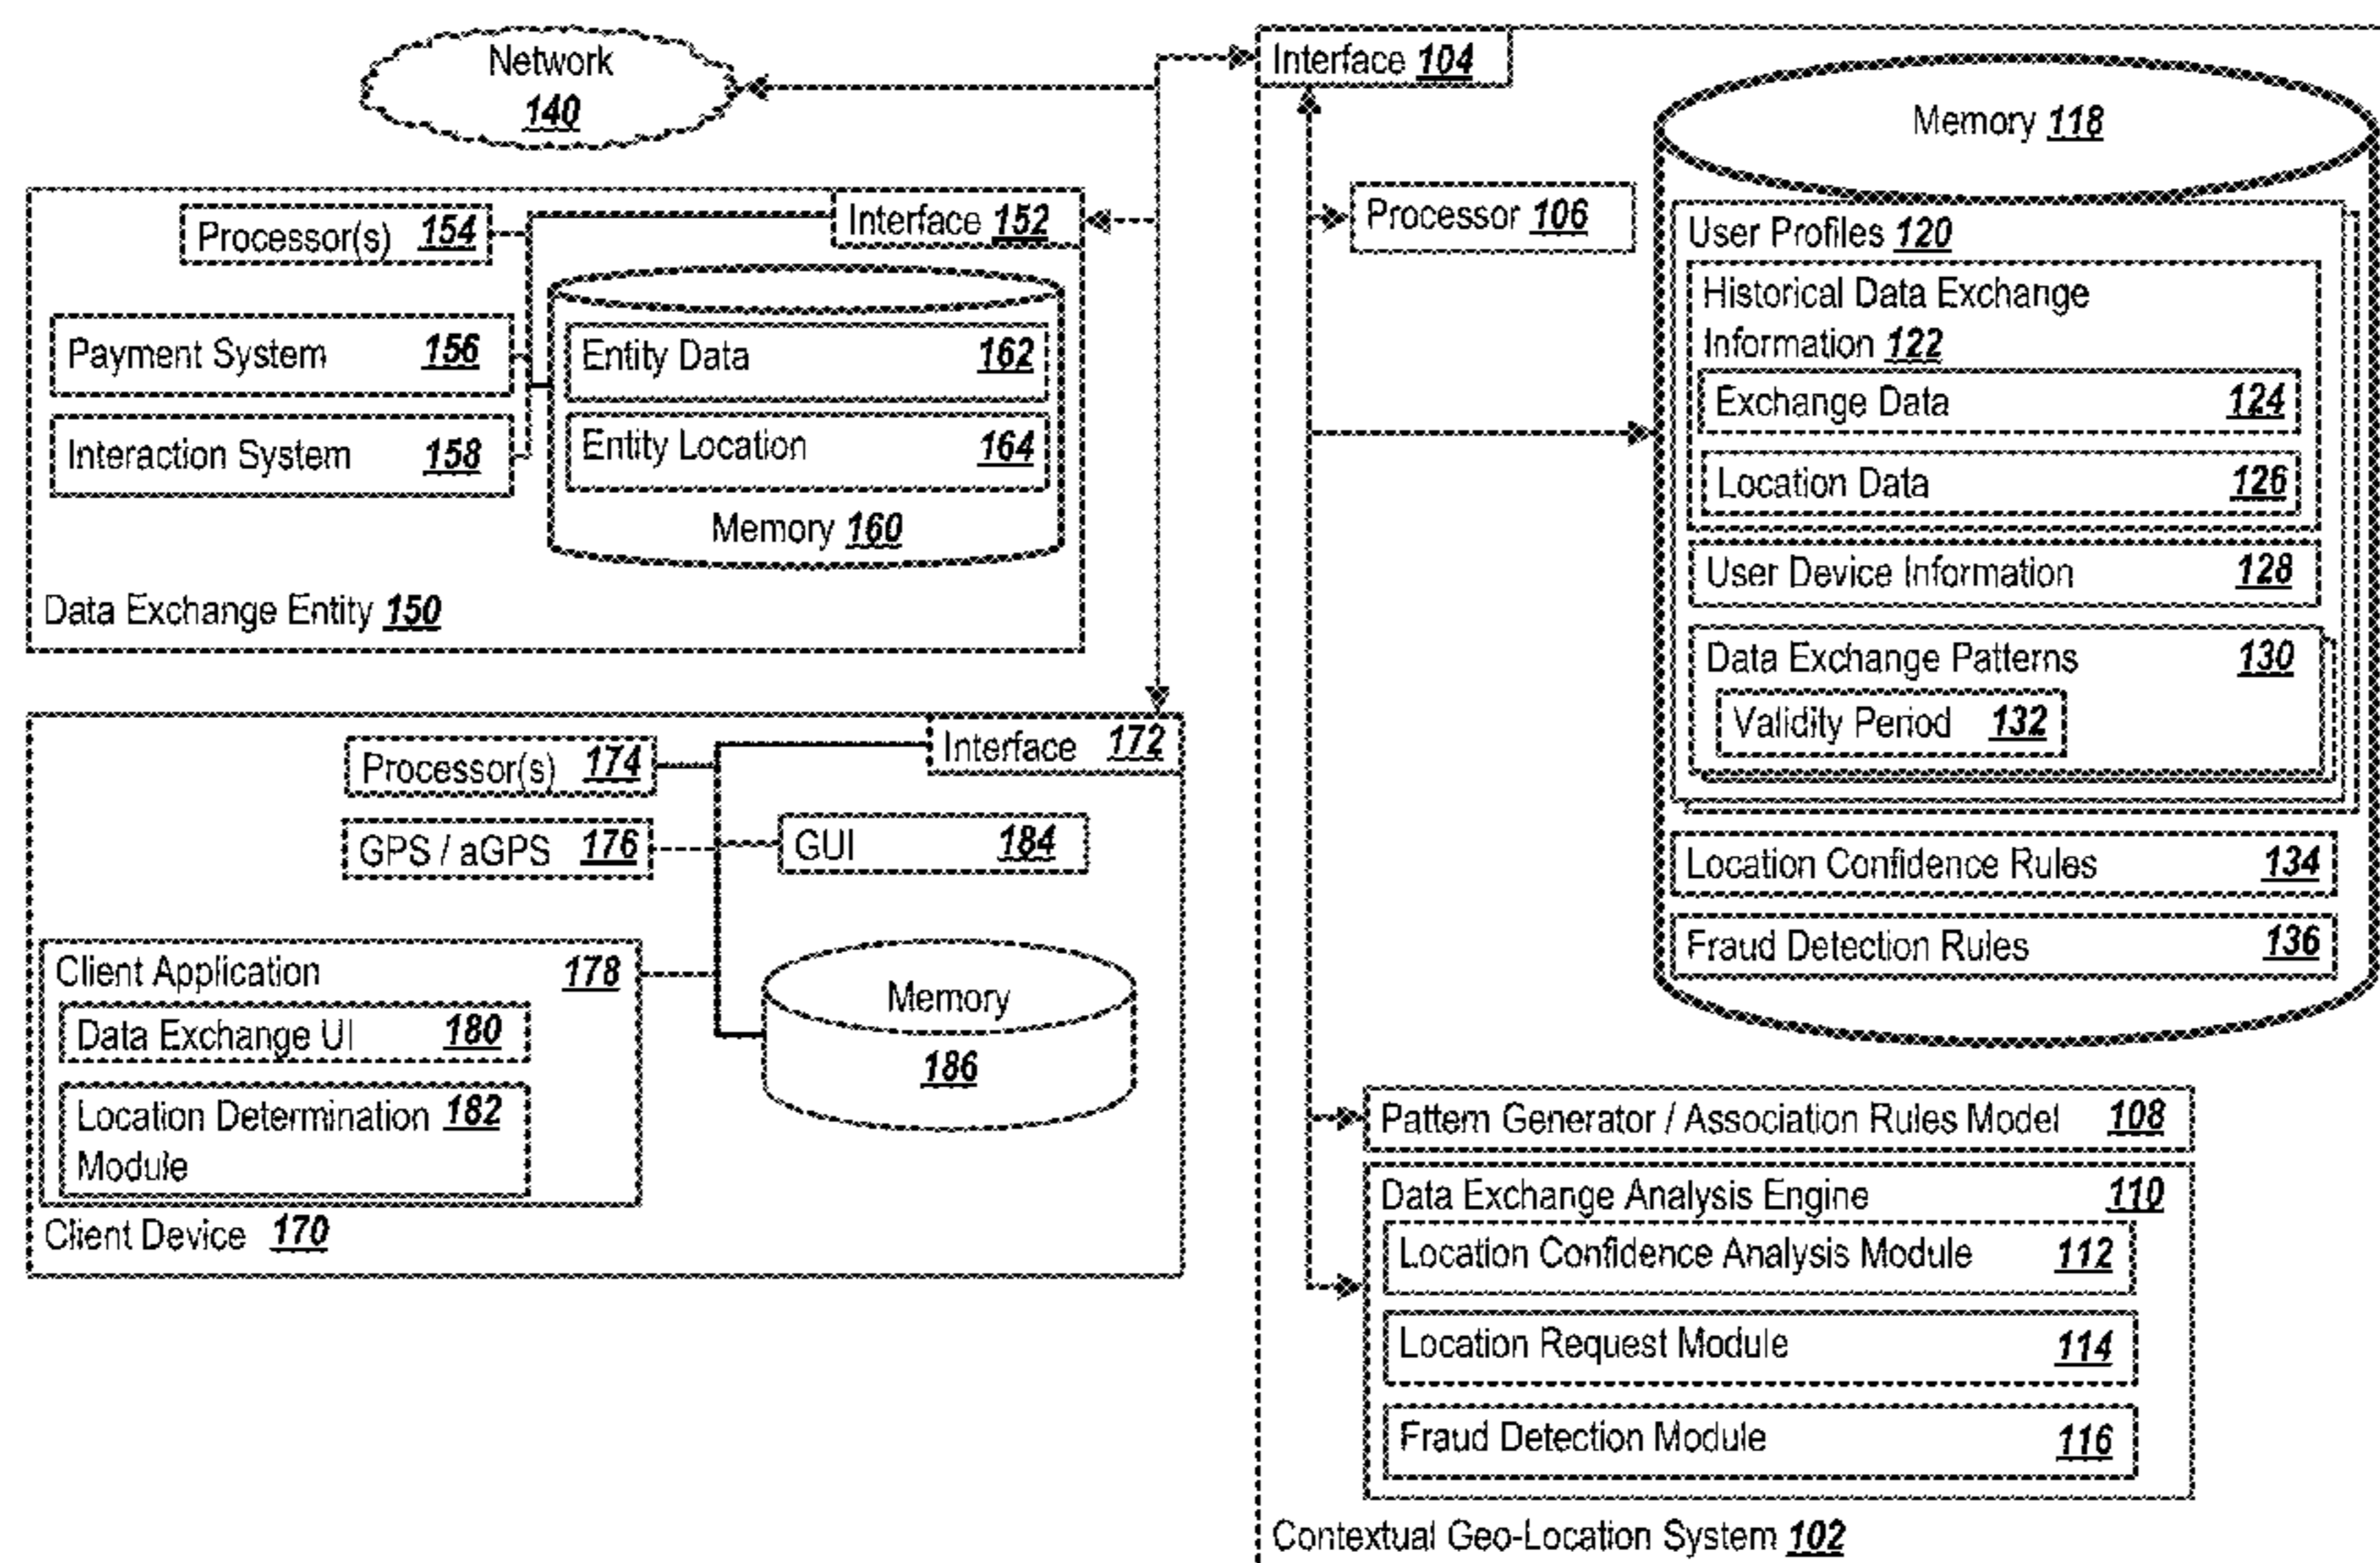 Network
140
Interface 152
Processor(s) 154
Payment System 156
Interaction System 158
Entity Data 162
Entity Location 164
Memory 160
Data Exchange Entity 150
Interface 172
Processor(s) 174
GPS / aGPS 176
GUI 184
Client Application 178
Data Exchange UI 180
Location Determination 182
Module
Memory
186
Client Device 170
Interface 104
Processor 106
Memory 118
User Profiles 120
Historical Data Exchange
Information 122
Exchange Data 124
Location Data 126
User Device Information 128
Data Exchange Patterns 130
Validity Period 132
Location Confidence Rules 134
Fraud Detection Rules 136
Pattern Generator / Association Rules Model 108
Data Exchange Analysis Engine 110
Location Confidence Analysis Module 112
Location Request Module 114
Fraud Detection Module 116
Contextual Geo-Location System 102